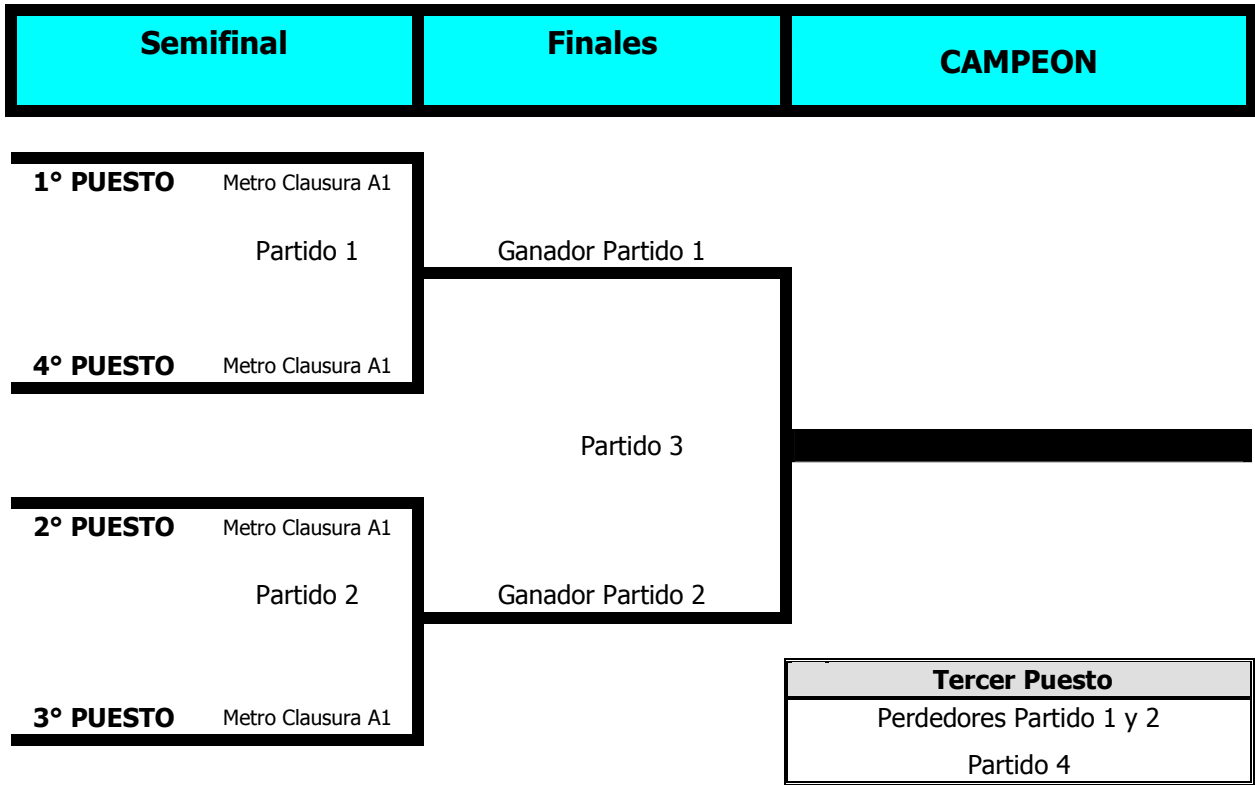 Semifinal
Finales
CAMPEON
1° PUESTO Metro Clausura A1
Partido 1
Ganador Partido 1
4° PUESTO Metro Clausura A1
Partido 3
2° PUESTO Metro Clausura A1
Partido 2
Ganador Partido 2
3° PUESTO Metro Clausura A1
Tercer Puesto
Perdedores Partido 1 y 2
Partido 4